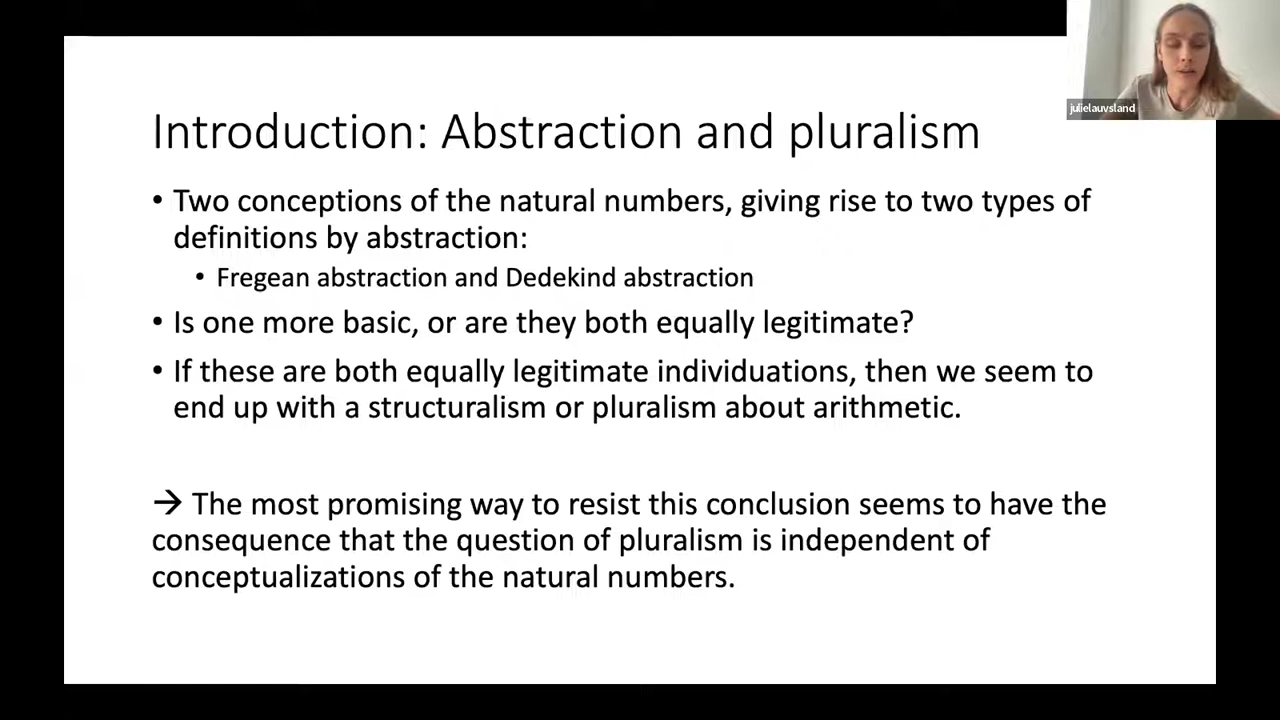 Introduction: Abstraction and pluralism
julielauvsland
• Two conceptions of the natural numbers, giving rise to two types of
definitions by abstraction:
• Fregean abstraction and Dedekind abstraction
• Is one more basic, or are they both equally legitimate?
• If these are both equally legitimate individuations, then we seem to
end up with a structuralism or pluralism about arithmetic.
→ The most promising way to resist this conclusion seems to have the
consequence that the question of pluralism is independent of
conceptualizations of the natural numbers.